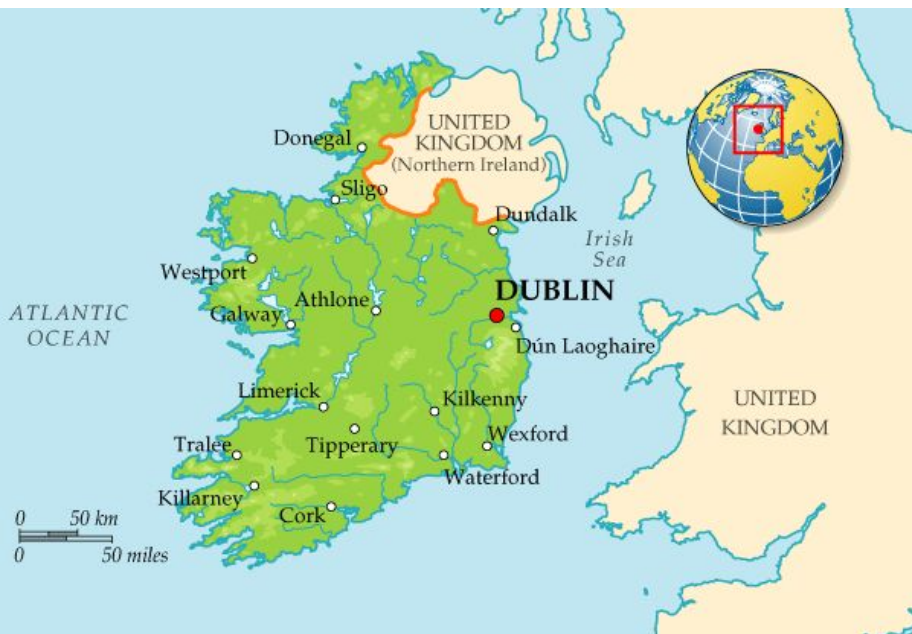 UNITED
KINGDOM
(Northern Ireland)
Donegal
Sligo
Dundalk
Irish
Sea
Westport
Athlone
DUBLIN
ATLANTIC
OCEAN
Galway
Dún Laoghaire
Limerick
Kilkenny
UNITED
KINGDOM
Tralee
Tipperary
Wexford
Waterford
Killarney
Cork
0 50 km
0 50 miles